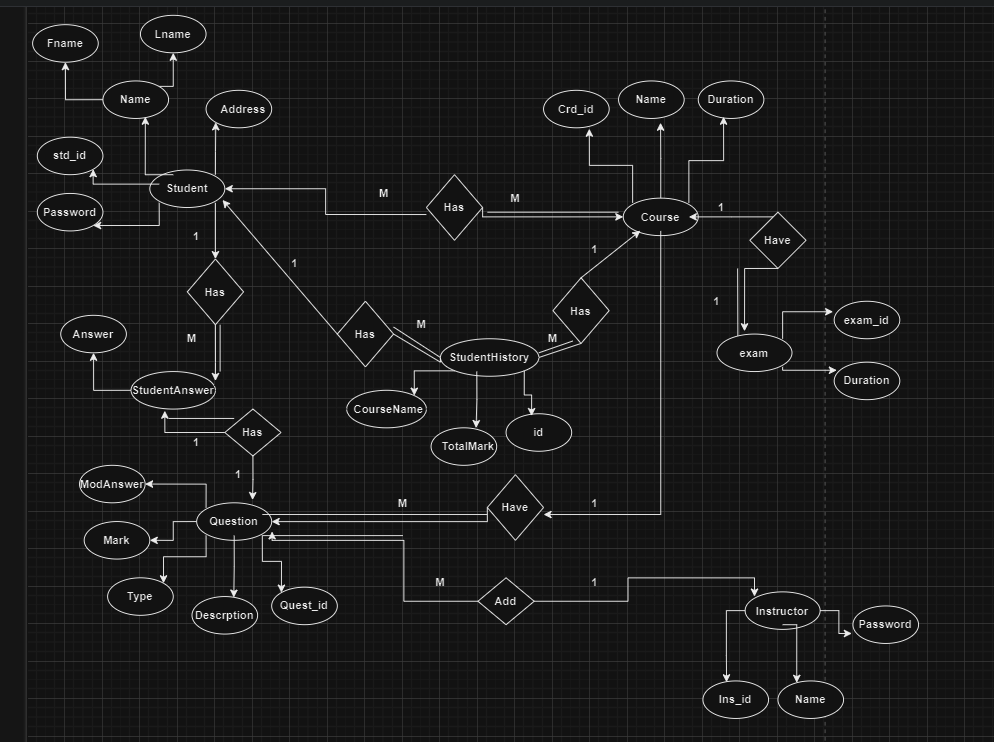 Lname
Fname
Name
Address
Crd_id
Name
Duration
std_id
Student
Password
M
Has
M
Course
1
Have
1
1
1
Has
Has
M
Has
M
Has
M
1
exam
exam_id
Duration
StudentHistory
Answer
StudentAnswer
CourseName
TotalMark
id
1
Has
1
ModAnswer
Question
M
Have
1
Mark
Type
Descrption
Quest_id
M
Add
1
Instructor
Password
Ins_id
Name